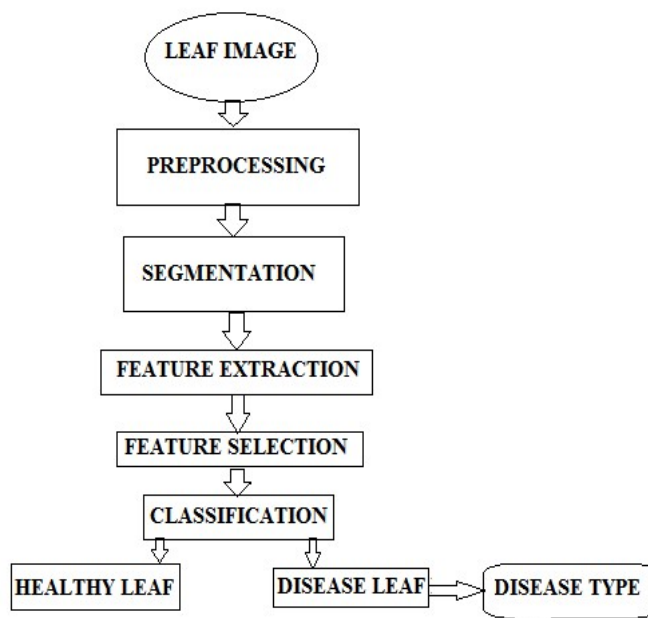 LEAF IMAGE
PREPROCESSING
SEGMENTATION
FEATURE EXTRACTION
FEATURE SELECTION
CLASSIFICATION
HEALTHY LEAF
DISEASE LEAF
DISEASE TYPE